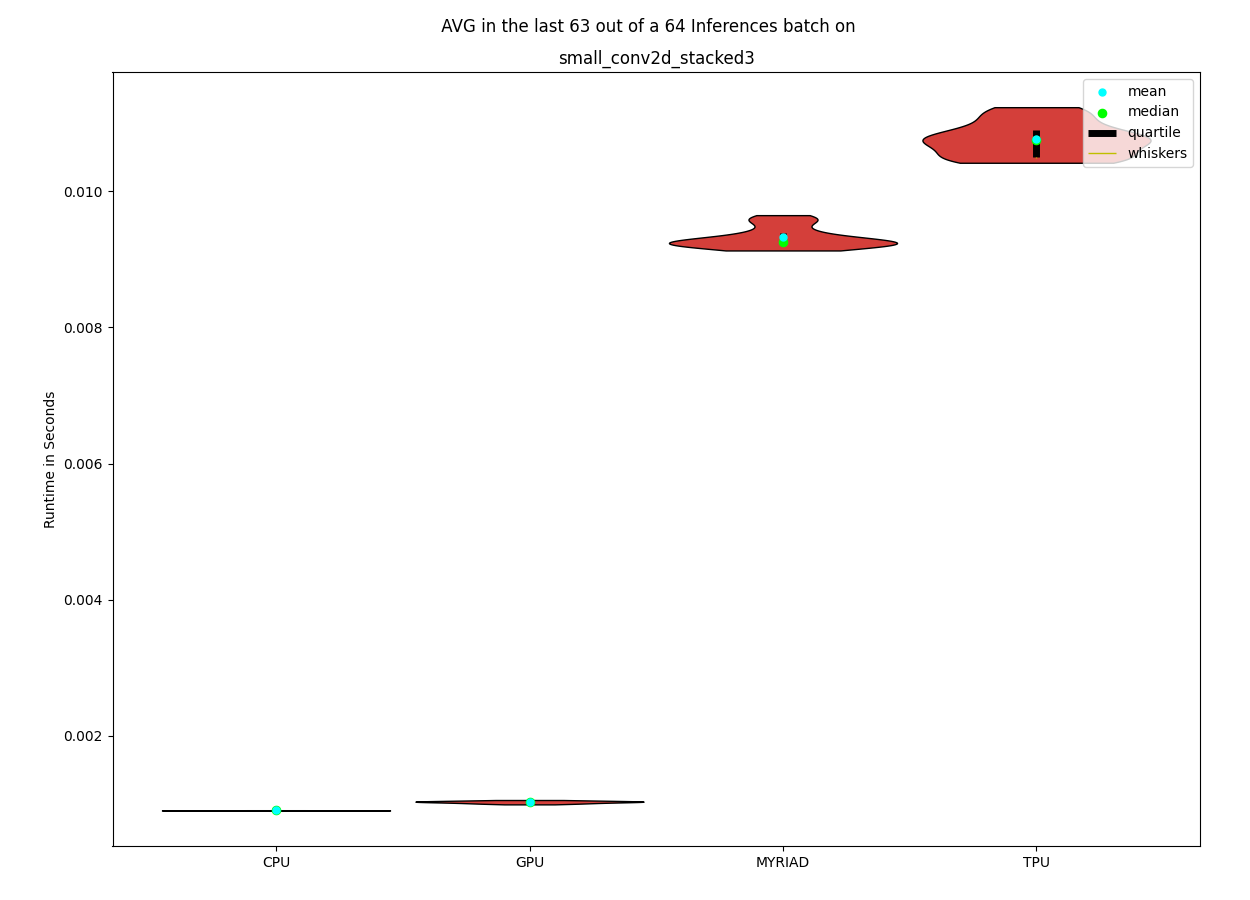 AVG in the last 63 out of a 64 Inferences batch on
small_conv2d_stacked3
mean
median
quartile
whiskers
Runtime in Seconds
0.010
0.008
0.006
0.004
0.002
CPU GPU MYRIAD TPU